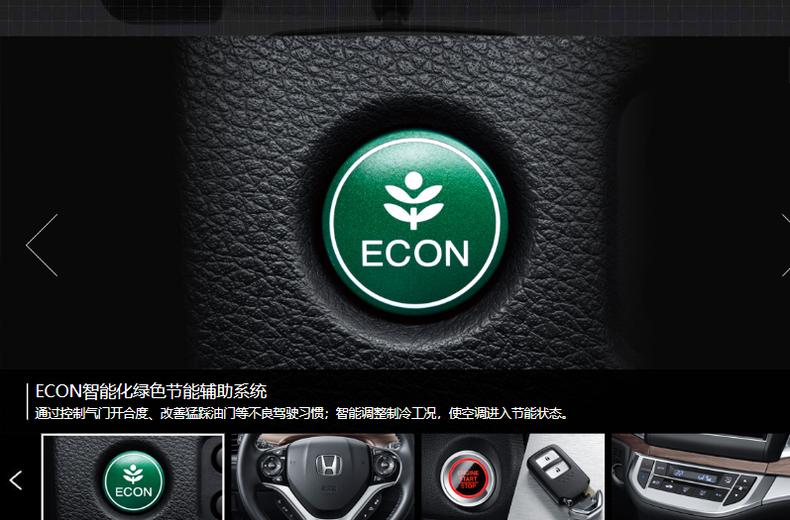 ECON
ECON智能化绿色节能辅助系统
通过控制气门开合度、改善猛踩油门等不良驾驶习惯；智能调整制冷工况，使空调进入节能状态。
ECON
ENGINE
START
STOP